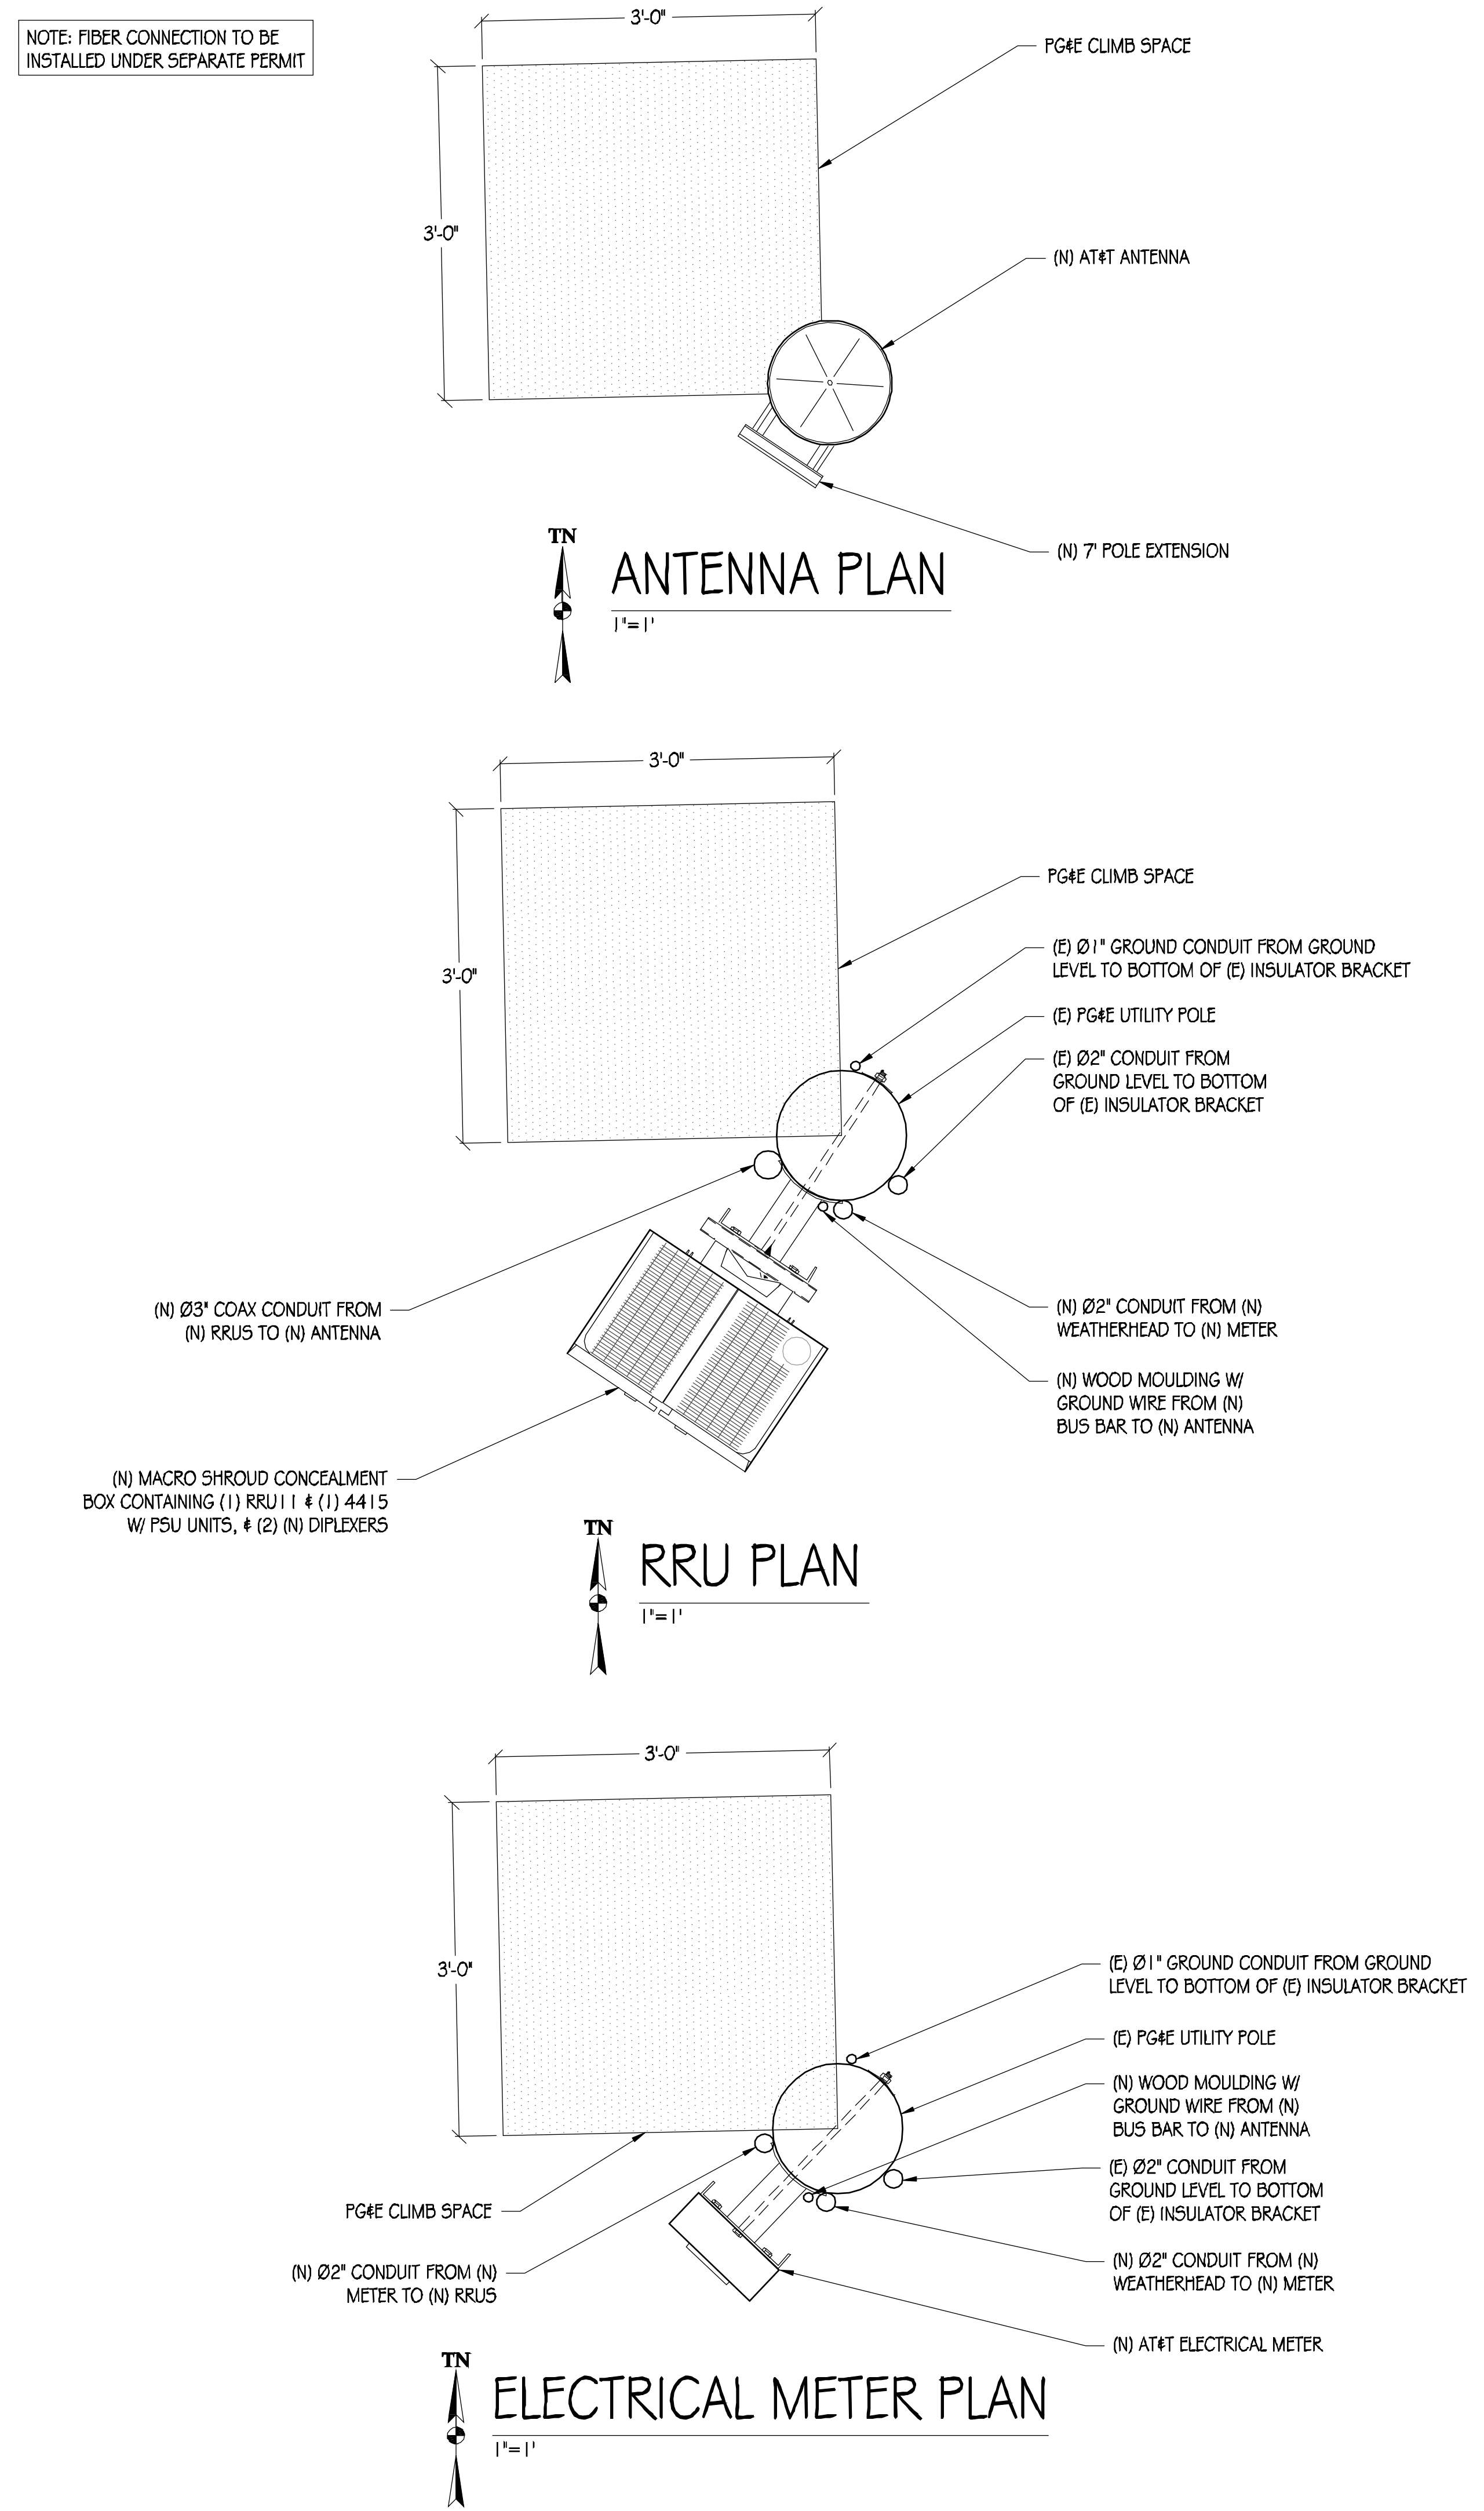 NOTE: FIBER CONNECTION TO BE
INSTALLED UNDER SEPARATE PERMIT
3'-0"
PG&E CLIMB SPACE
3'-0"
(N) AT&T ANTENNA
(N) 7' POLE EXTENSION
TN
ANTENNA PLAN
1"=1'
3'-0"
PG&E CLIMB SPACE
3'-0"
(E) Ø1" GROUND CONDUIT FROM GROUND
LEVEL TO BOTTOM OF (E) INSULATOR BRACKET
(E) PG&E UTILITY POLE
(E) Ø2" CONDUIT FROM
GROUND LEVEL TO BOTTOM
OF (E) INSULATOR BRACKET
(N) Ø3" COAX CONDUIT FROM
(N) RRUS TO (N) ANTENNA
(N) Ø2" CONDUIT FROM (N)
WEATHERHEAD TO (N) METER
(N) WOOD MOULDING W/
GROUND WIRE FROM (N)
BUS BAR TO (N) ANTENNA
(N) MACRO SHROUD CONCEALMENT
BOX CONTAINING (1) RRU11 & (1) 4415
W/ PSU UNITS, & (2) (N) DIPLEXERS
TN
RRU PLAN
1"=1'
3'-0"
3'-0"
(E) Ø1" GROUND CONDUIT FROM GROUND
LEVEL TO BOTTOM OF (E) INSULATOR BRACKET
(E) PG&E UTILITY POLE
(N) WOOD MOULDING W/
GROUND WIRE FROM (N)
BUS BAR TO (N) ANTENNA
(E) Ø2" CONDUIT FROM
GROUND LEVEL TO BOTTOM
OF (E) INSULATOR BRACKET
PG&E CLIMB SPACE
(N) Ø2" CONDUIT FROM (N)
METER TO (N) RRUS
(N) Ø2" CONDUIT FROM (N)
WEATHERHEAD TO (N) METER
(N) AT&T ELECTRICAL METER
TN
ELECTRICAL METER PLAN
1"=1'